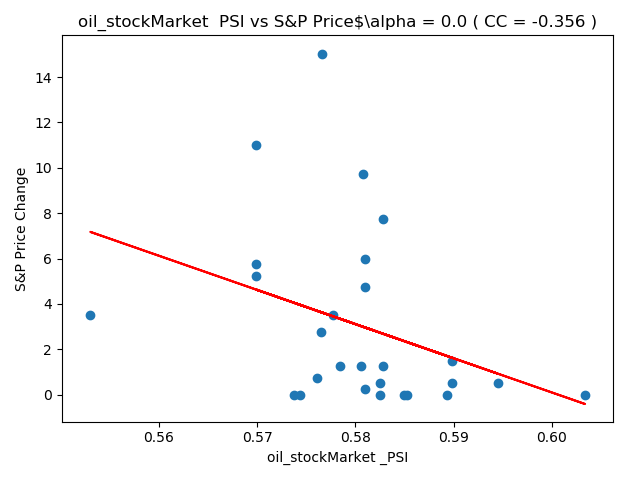 oil_stockMarket  PSI vs S&P Price$\alpha = 0.0 ( CC = -0.356 )
14
12
10
8
6
4
2
0
S&P Price Change
0.56 0.57 0.58 0.59 0.60
oil_stockMarket _PSI